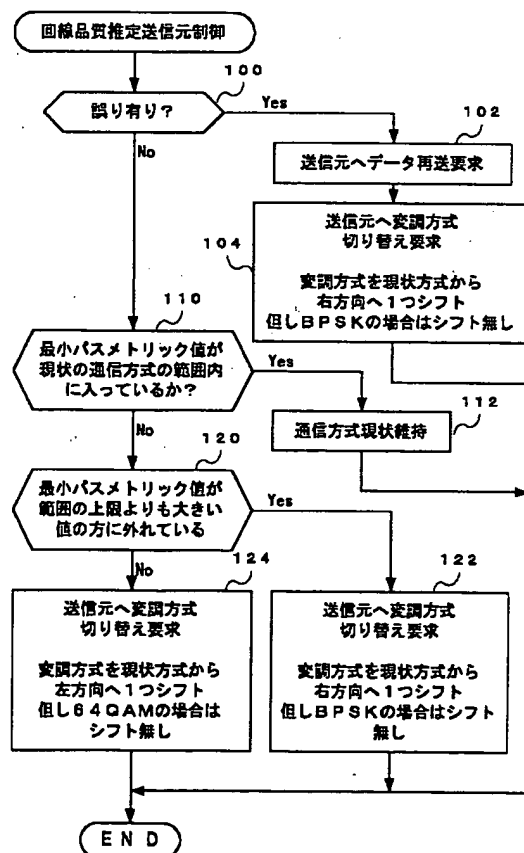 回線品質推定送信元制御
100
誤り有り?
Yes
No
102
送信元へデータ再送要求
104
送信元へ変調方式
切り替え要求
変調方式を現状方式から
右方向へ1つシフト
但しBPSKの場合はシフト無し
110
最小パスメトリック値が
現状の通信方式の範囲内
に入っているか?
Yes
No
112
通信方式現状維持
120
最小パスメトリック値が
範囲の上限よりも大きい
値の方に外れている
Yes
No
124
送信元へ変調方式
切り替え要求
変調方式を現状方式から
左方向へ1つシフト
但し64QAMの場合は
シフト無し
122
送信元へ変調方式
切り替え要求
変調方式を現状方式から
右方向へ1つシフト
但しBPSKの場合はシフト
無し
END